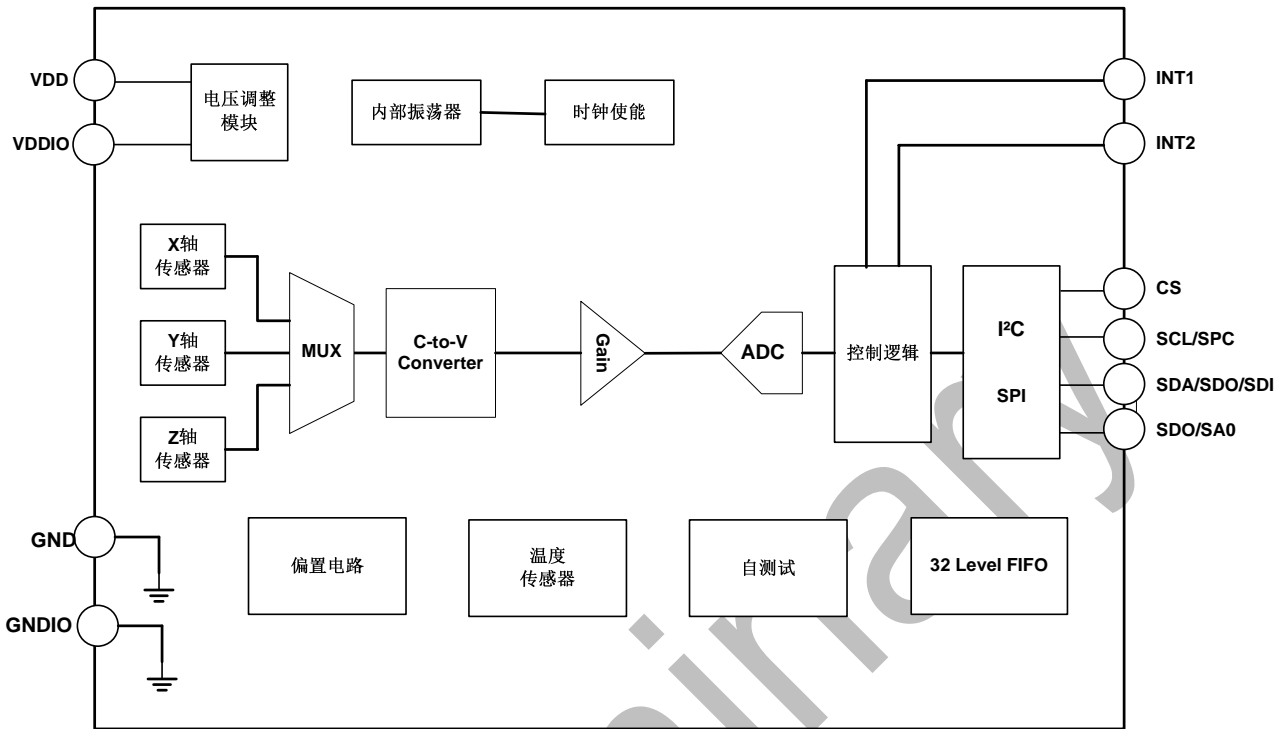 VDD
VDDIO
电压调整
模块
内部振荡器
时钟使能
INT1
INT2
X轴
传感器
Y轴
传感器
Z轴
传感器
MUX
C-to-V
Converter
Gain
ADC
控制逻辑
I²C
SPI
CS
SCL/SPC
SDA/SDO/SDI
SDO/SA0
GND
GNDIO
偏置电路
温度
传感器
自测试
32 Level FIFO
inary